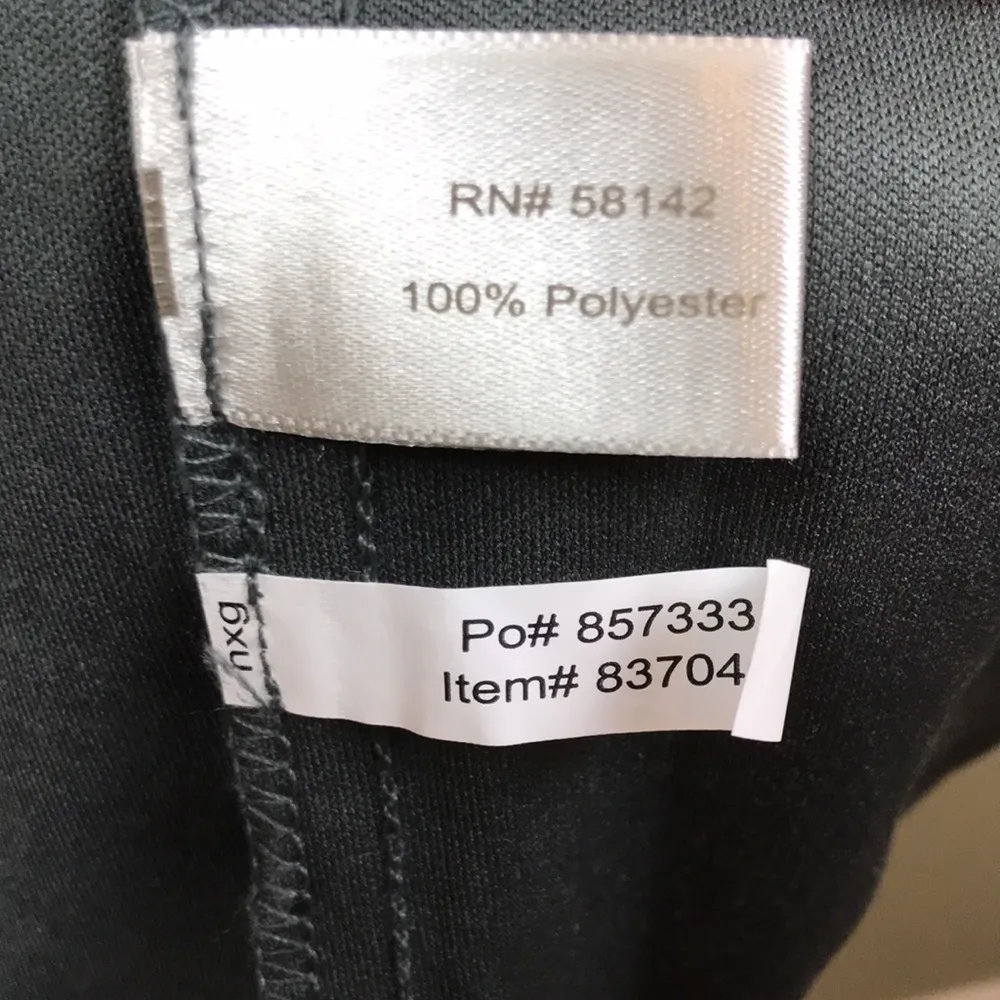 RN# 58142
100% Polyester
Po# 857333
Item# 83704
nxg